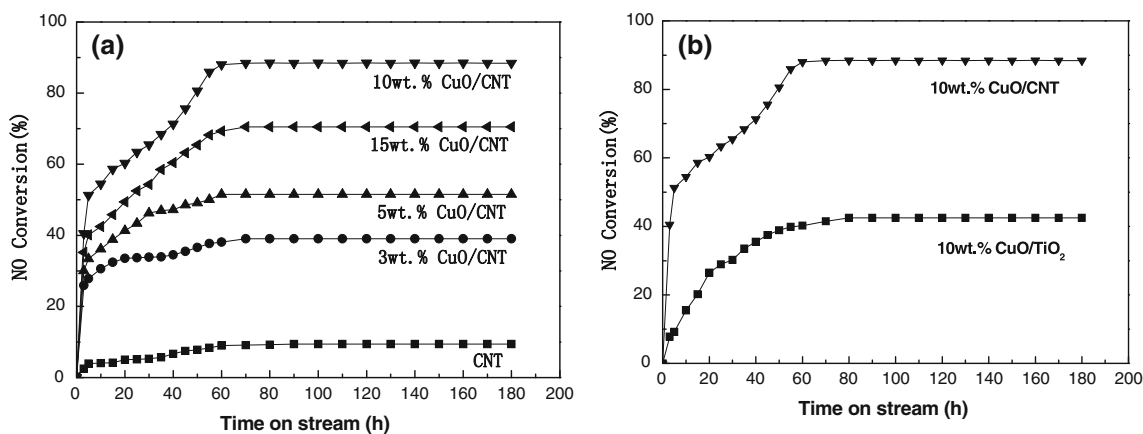 (a)
NO Conversion(%)
100
80
60
40
20
0
10wt.% CuO/CNT
15wt.% CuO/CNT
5wt.% CuO/CNT
3wt.% CuO/CNT
CNT
0 20 40 60 80 100 120 140 160 180 200
Time on stream (h)
(b)
NO Conversion(%)
100
80
60
40
20
0
10wt.% CuO/CNT
10wt.% CuO/TiO₂
0 20 40 60 80 100 120 140 160 180 200
Time on stream (h)